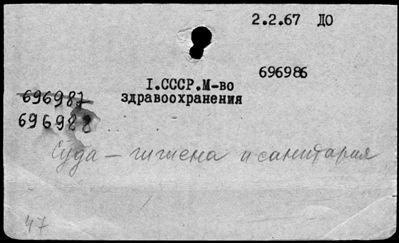 2.2.67 ДО
696986
I.СССР.М-во
здравоохранения
696987
696988
Суда — гигиена и санитария
47